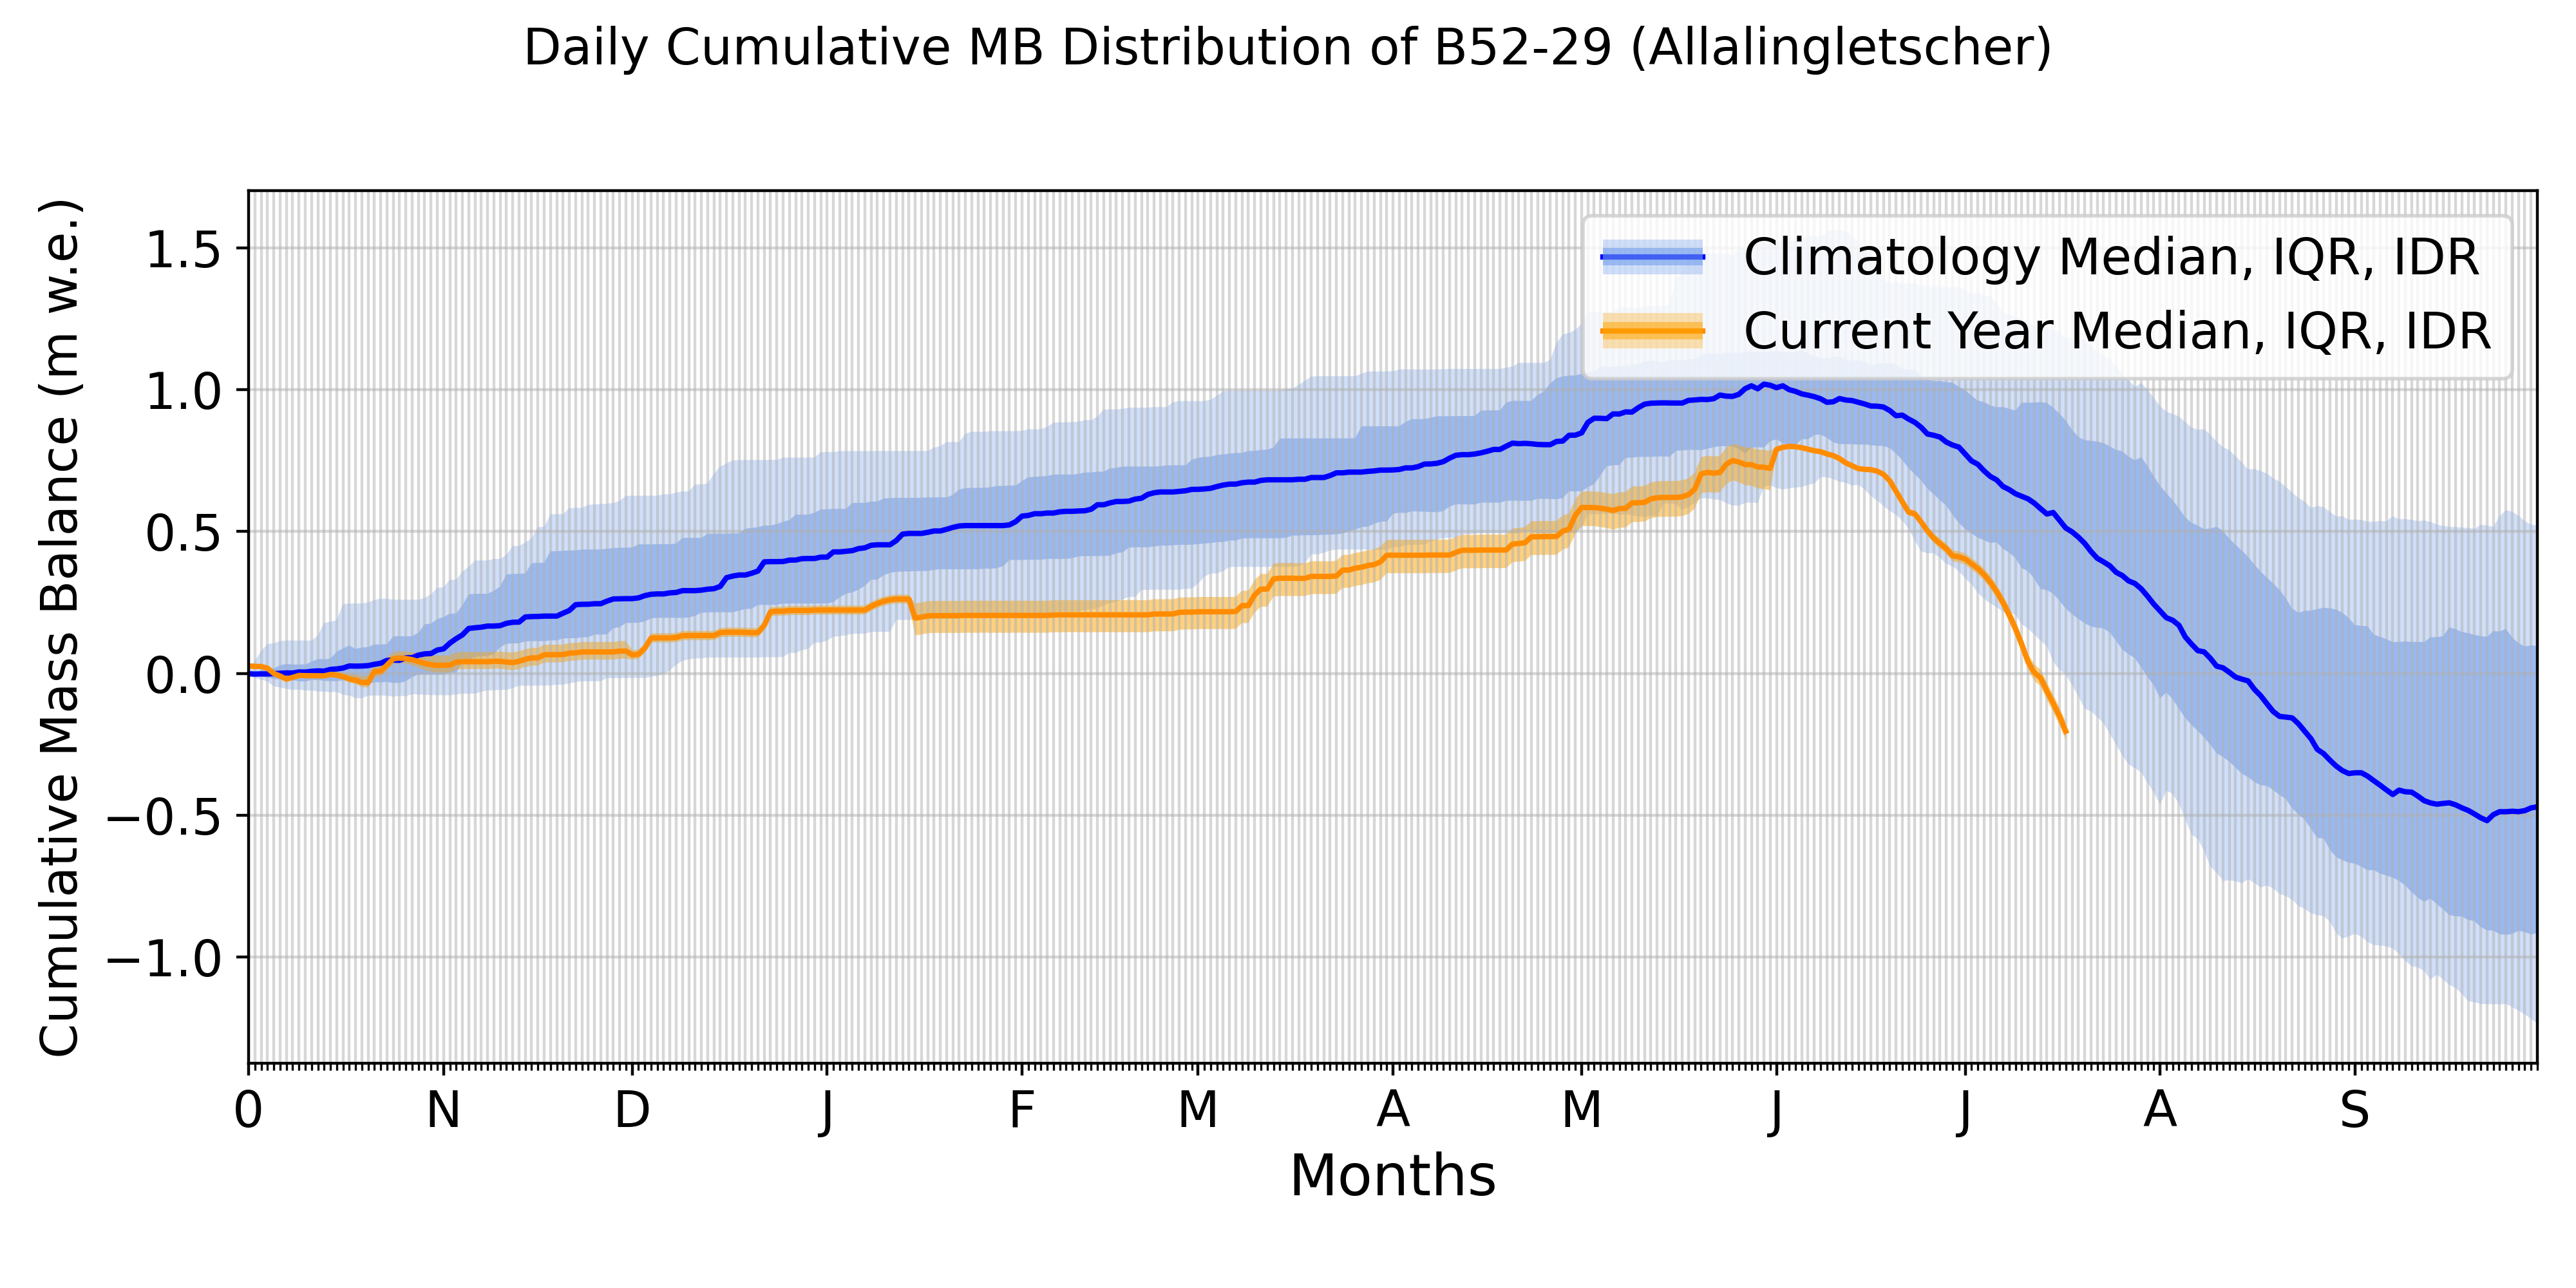 Daily Cumulative MB Distribution of B52-29 (Allalingletscher)
Cumulative Mass Balance (m w.e.)
1.5
1.0
0.5
0.0
−0.5
−1.0
Climatology Median, IQR, IDR
Current Year Median, IQR, IDR
0 N D J F M A M J J A S
Months